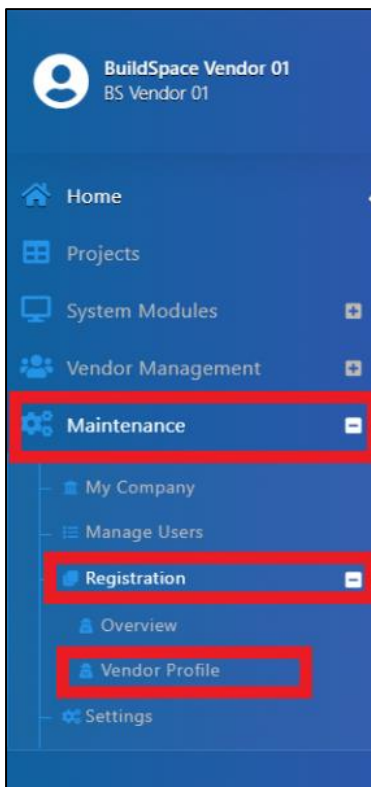 BuildSpace Vendor 01
BS Vendor 01
Home
Projects
System Modules
Vendor Management
Maintenance
My Company
Manage Users
Registration
Overview
Vendor Profile
Settings